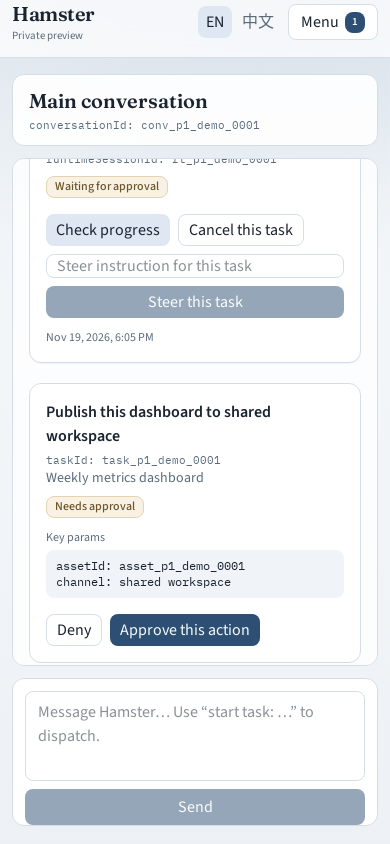 Hamster
Private preview
EN
中文
Menu 1
Main conversation
conversationId: conv_p1_demo_0001
runtimeSessionId: rt_p1_demo_0001
Waiting for approval
Check progress
Cancel this task
Steer instruction for this task
Steer this task
Nov 19, 2026, 6:05 PM
Publish this dashboard to shared
workspace
taskId: task_p1_demo_0001
Weekly metrics dashboard
Needs approval
Key params
assetId: asset_p1_demo_0001
channel: shared workspace
Deny
Approve this action
Message Hamster… Use “start task: …” to
dispatch.
Send